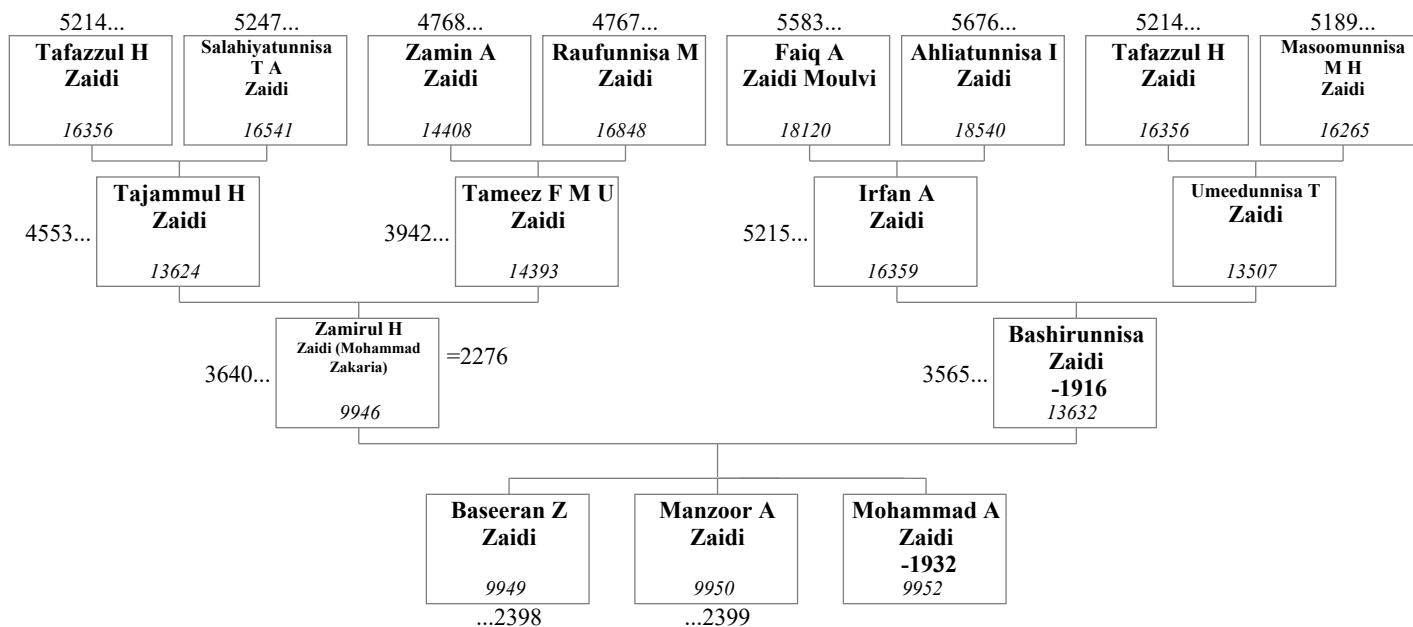 5214...
5247...
4768...
4767...
5583...
5676...
5214...
5189...
Tafazzul H
Zaidi
16356
Salahiyatunnisa
T A
Zaidi
16541
Zamin A
Zaidi
14408
Raufunnisa M
Zaidi
16848
Faiq A
Zaidi Moulvi
18120
Ahliatunnisa I
Zaidi
18540
Tafazzul H
Zaidi
16356
Masoomunnisa
M H
Zaidi
16265
4553...
Tajammul H
Zaidi
13624
3942...
Tameez F M U
Zaidi
14393
5215...
Irfan A
Zaidi
16359
Umeedunnisa T
Zaidi
13507
3640...
Zamirul H
Zaidi (Mohammad
Zakaria)
9946
=2276
3565...
Bashirunnisa
Zaidi
-1916
13632
Baseeran Z
Zaidi
9949
...2398
Manzoor A
Zaidi
9950
...2399
Mohammad A
Zaidi
-1932
9952